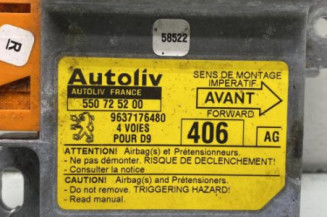 58522
R
Autoliv
AUTOLIV FRANCE
550 72 52 00
9637176480
4 VOIES
POUR D9
SENS DE MONTAGE
IMPERATIF
AVANT
FORWARD
406
AG
ATTENTION! Airbag(s) et Prétensionneurs.
- Ne pas démonter, RISQUE DE DECLENCHEMENT!
- Consulter la notice
CAUTION! Airbag(s) and Pretensioners.
- Do not remove. TRIGGERING HAZARD!
- Read manual.